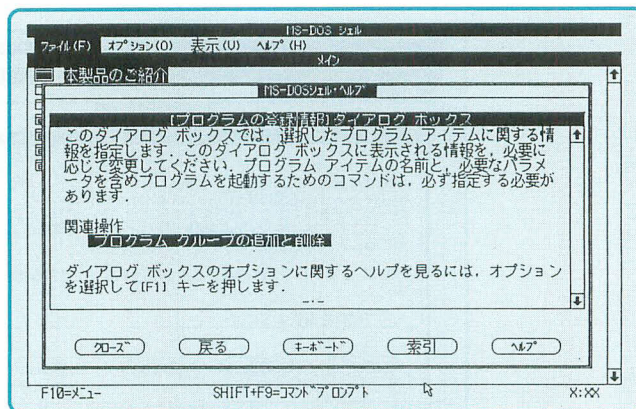 MS-DOS シェル
ファイル(F) オプション(O) 表示(V) ヘルプ(H)
メイン
本製品のご紹介
MS-DOSシェル・ヘルプ
[プログラムの登録情報]ダイアログ ボックス
このダイアログ ボックスでは，選択したプログラム アイテムに関する情
報を指定します．このダイアログ ボックスに表示される情報を，必要に
応じて変更してください．プログラム アイテムの名前と，必要なパラメ
ータを含めプログラムを起動するためのコマンドは，必ず指定する必要が
あります．
関連操作
プログラム グループの追加と削除
ダイアログ ボックスのオプションに関するヘルプを見るには，オプション
を選択して[F1] キーを押します．
クローズ 戻る キーボード 索引 ヘルプ
F10=メニュー SHIFT+F9=コマンドプロンプト X:XX